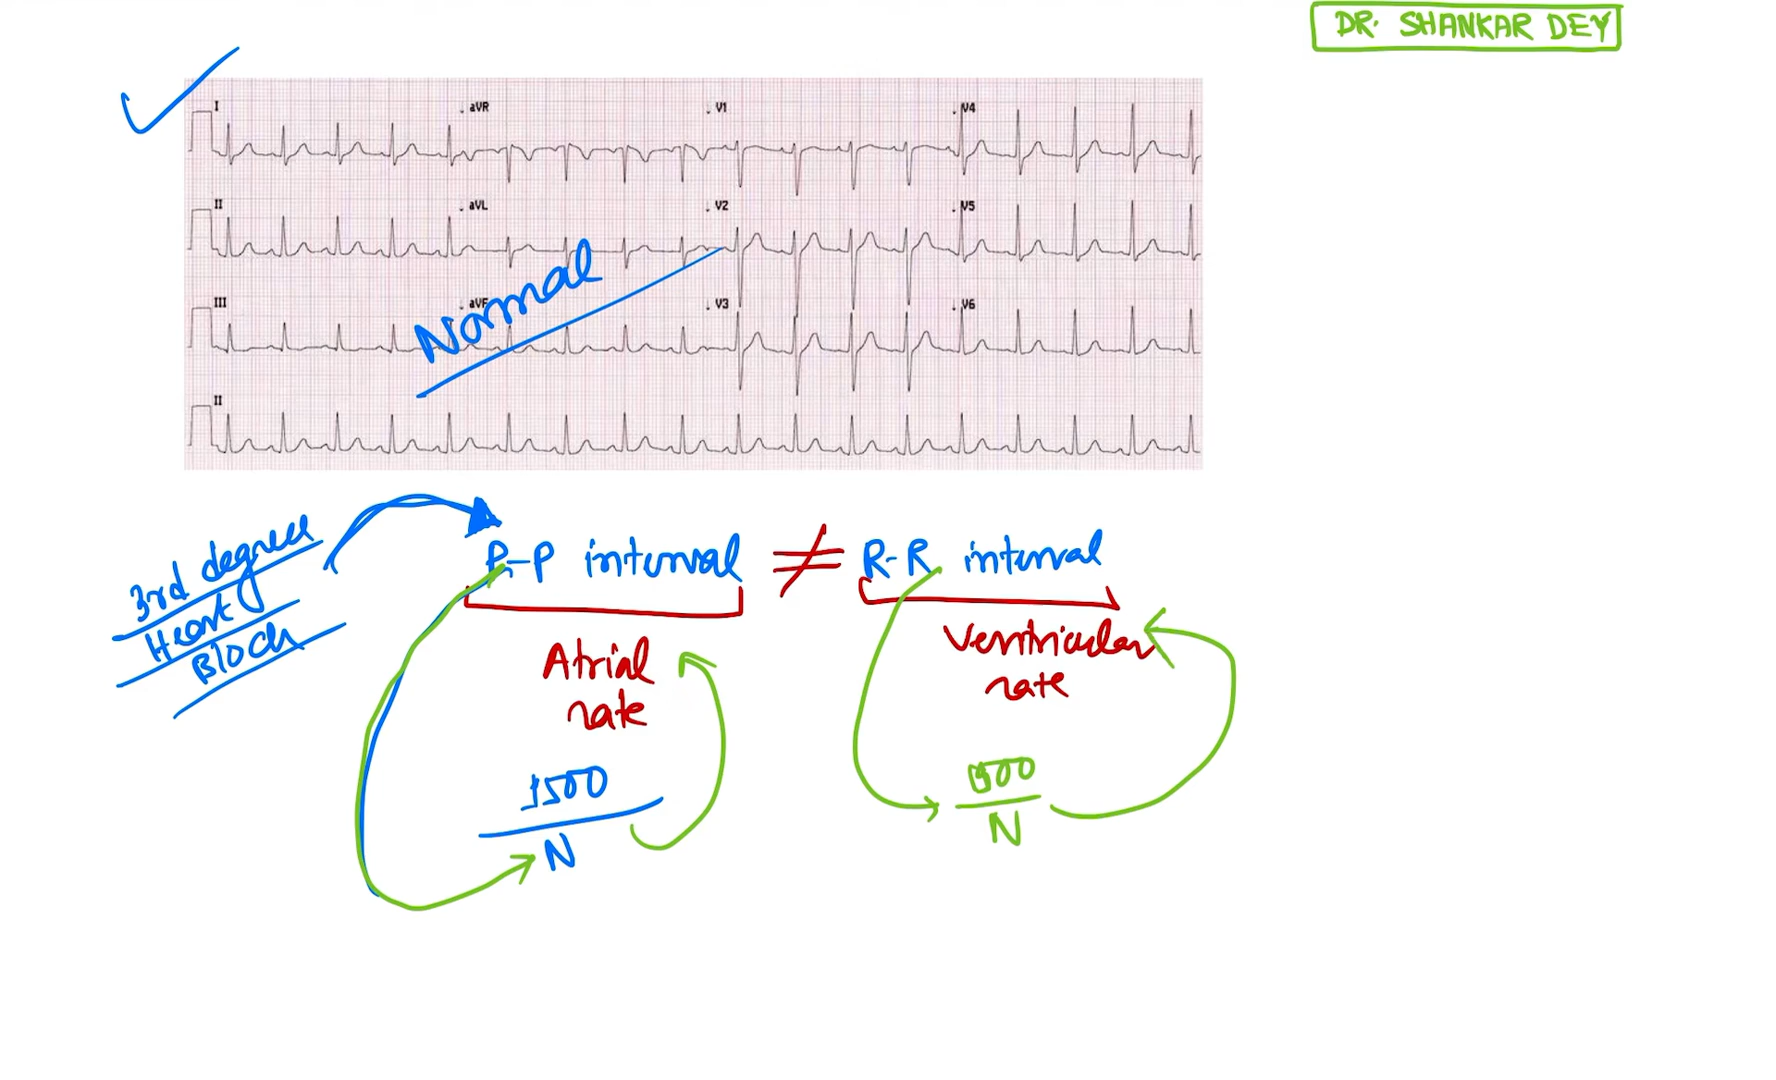 DR. SHANKAR DEY
I aVR V1 V4
II aVL V2 V5
III aVF V3 V6
II
Normal
3rd degree
Heart
Block
P-P interval ≠ R-R interval
Atrial
rate
Ventricular
rate
1500
N
1500
N